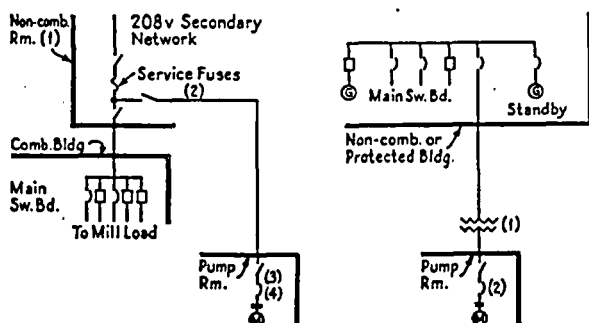 Non-comb.
Rm. (1)
208v Secondary
Network
Service Fuses
(2)
Comb. Bldg
Main
Sw. Bd.
To Mill Load
Pump
Rm.
(3)
(4)
M
G
Main Sw. Bd.
G
Standby
Non-comb. or
Protected Bldg.
(1)
Pump
Rm.
(2)
M